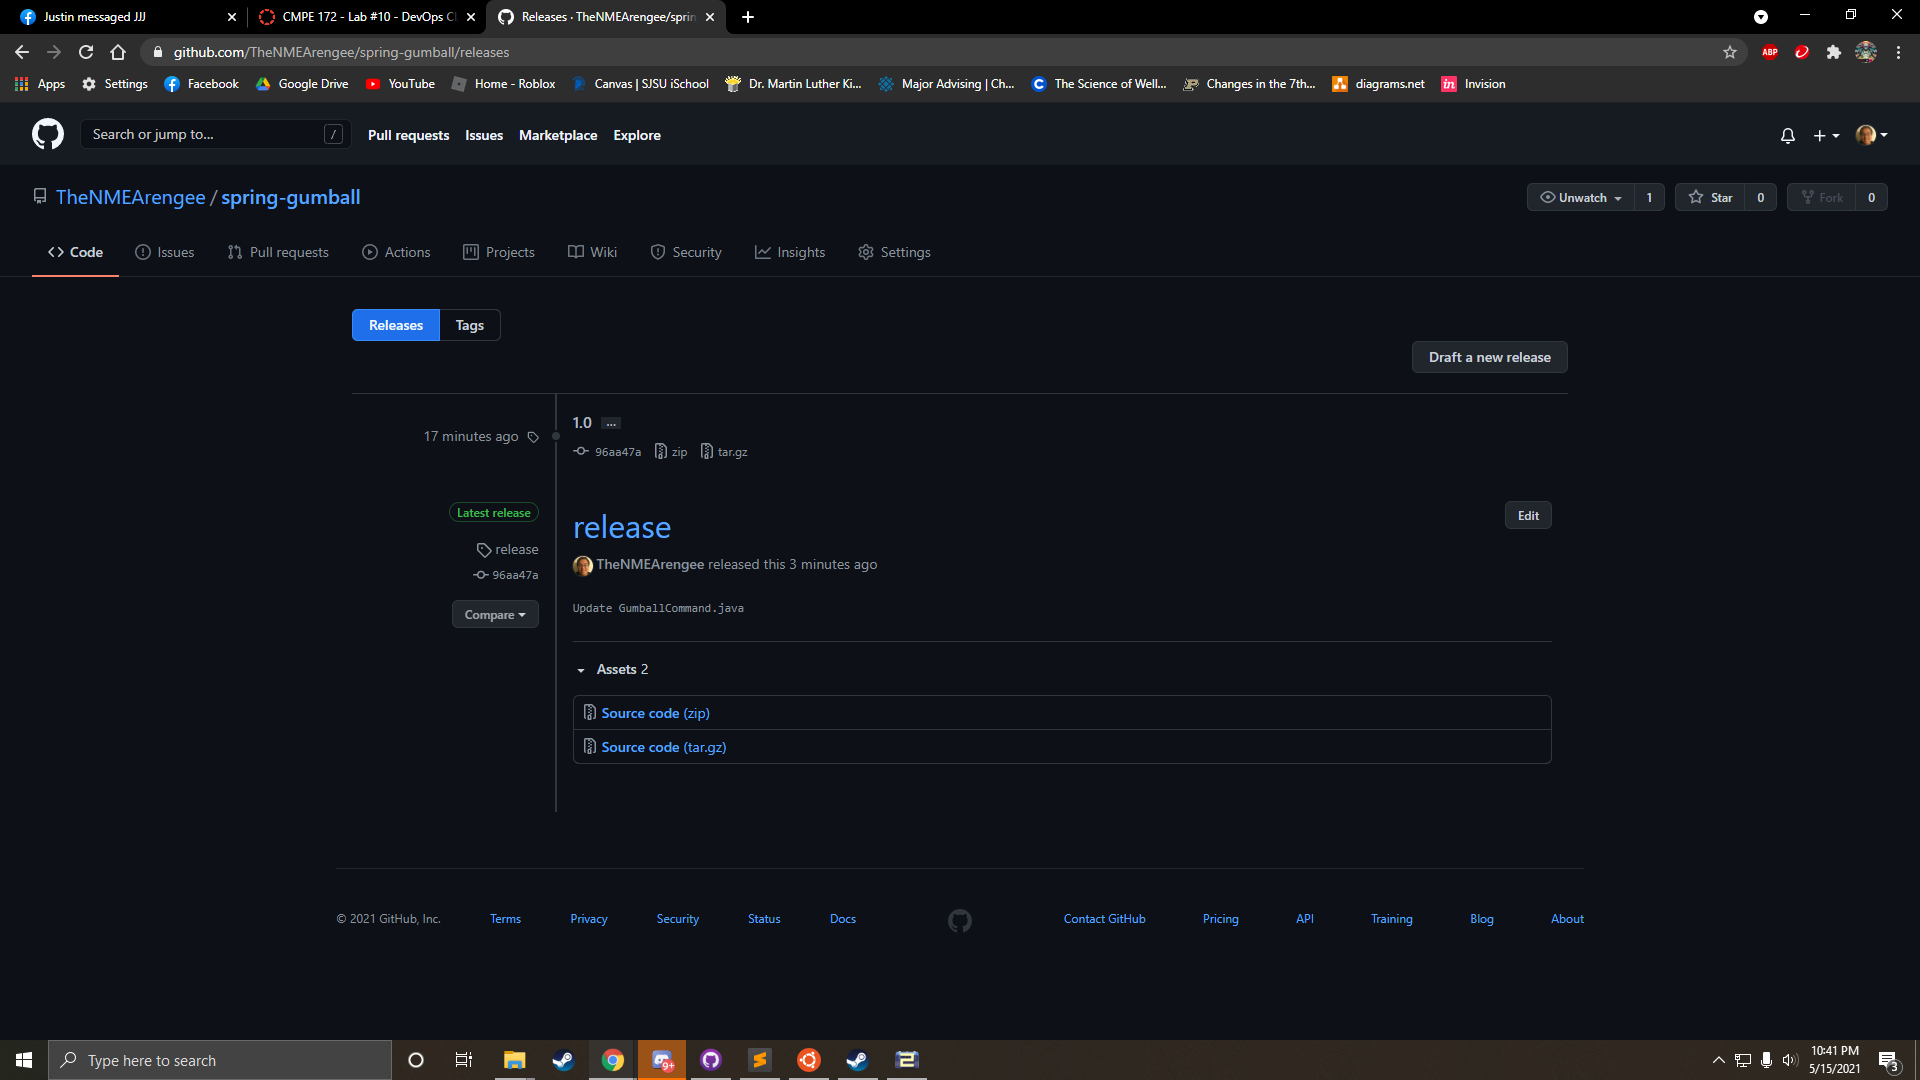 Justin messaged JJJ
CMPE 172 - Lab #10 - DevOps CI
Releases · TheNMEArengee/sprin
github.com/TheNMEArengee/spring-gumball/releases
ABP
Apps Settings Facebook Google Drive YouTube Home - Roblox Canvas | SJSU iSchool Dr. Martin Luther Ki... Major Advising | Ch... The Science of Well... Changes in the 7th... diagrams.net in Invision
Search or jump to... / Pull requests Issues Marketplace Explore
TheNMEArengee / spring-gumball
Unwatch 1 Star 0 Fork 0
Code Issues Pull requests Actions Projects Wiki Security Insights Settings
Releases Tags
Draft a new release
17 minutes ago
1.0 ...
96aa47a zip tar.gz
Latest release
release
96aa47a
Compare
release
Edit
TheNMEArengee released this 3 minutes ago
Update GumballCommand.java
Assets 2
Source code (zip)
Source code (tar.gz)
© 2021 GitHub, Inc. Terms Privacy Security Status Docs Contact GitHub Pricing API Training Blog About
Type here to search
9+
10:41 PM
5/15/2021
3